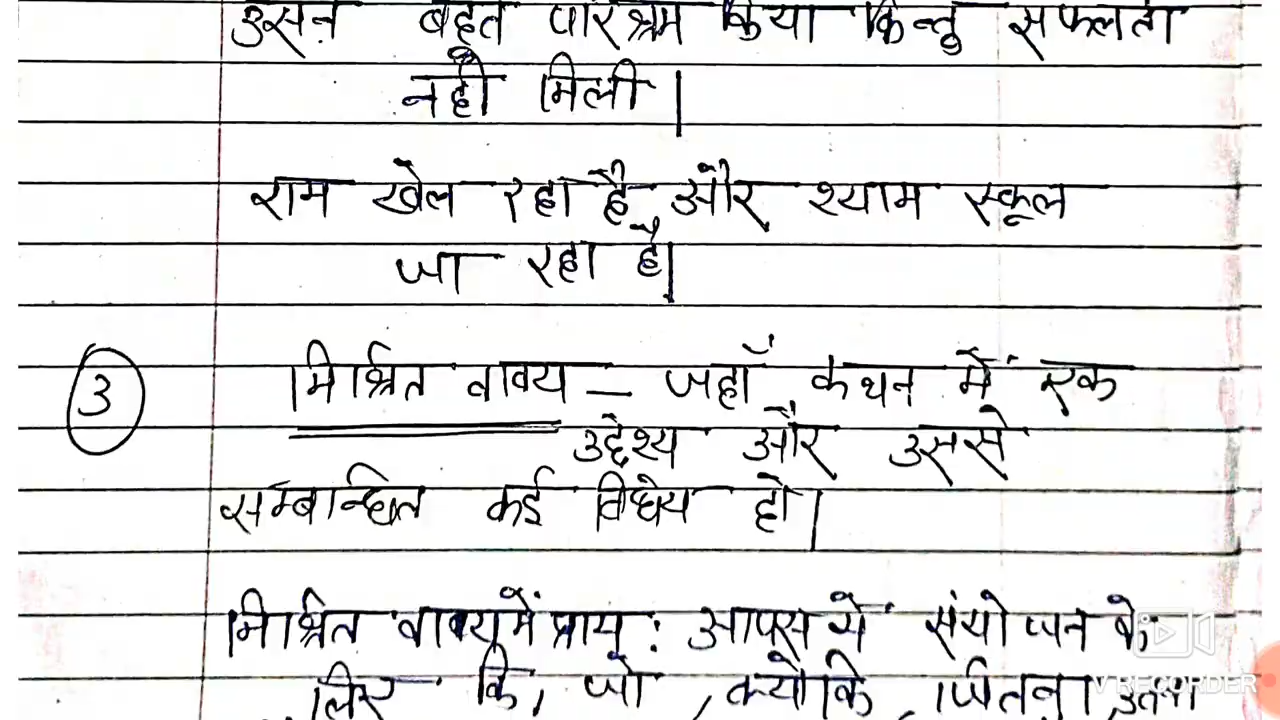 उसने बहुत परिश्रम किया किन्तु सफलता
नही मिली |
राम खेल रहा है और श्याम स्कूल
जा रहा है|
3 मिश्रित वाक्य – जहाँ कथन में एक
उद्देश्य और उससे
सम्बान्धित कई विधेय हो |
मिश्रित वाक्य में प्राय: आपस में संयोजन के
लिए कि, जो, क्योकि, जितना, उतना
V RECORDER